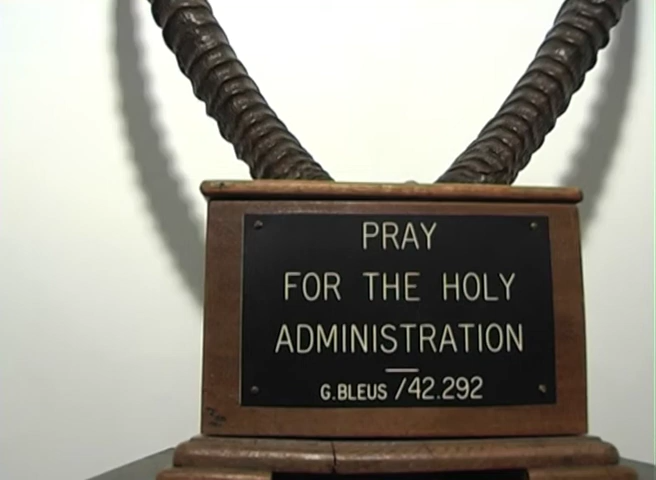 PRAY
FOR THE HOLY
ADMINISTRATION
G.BLEUS /42.292